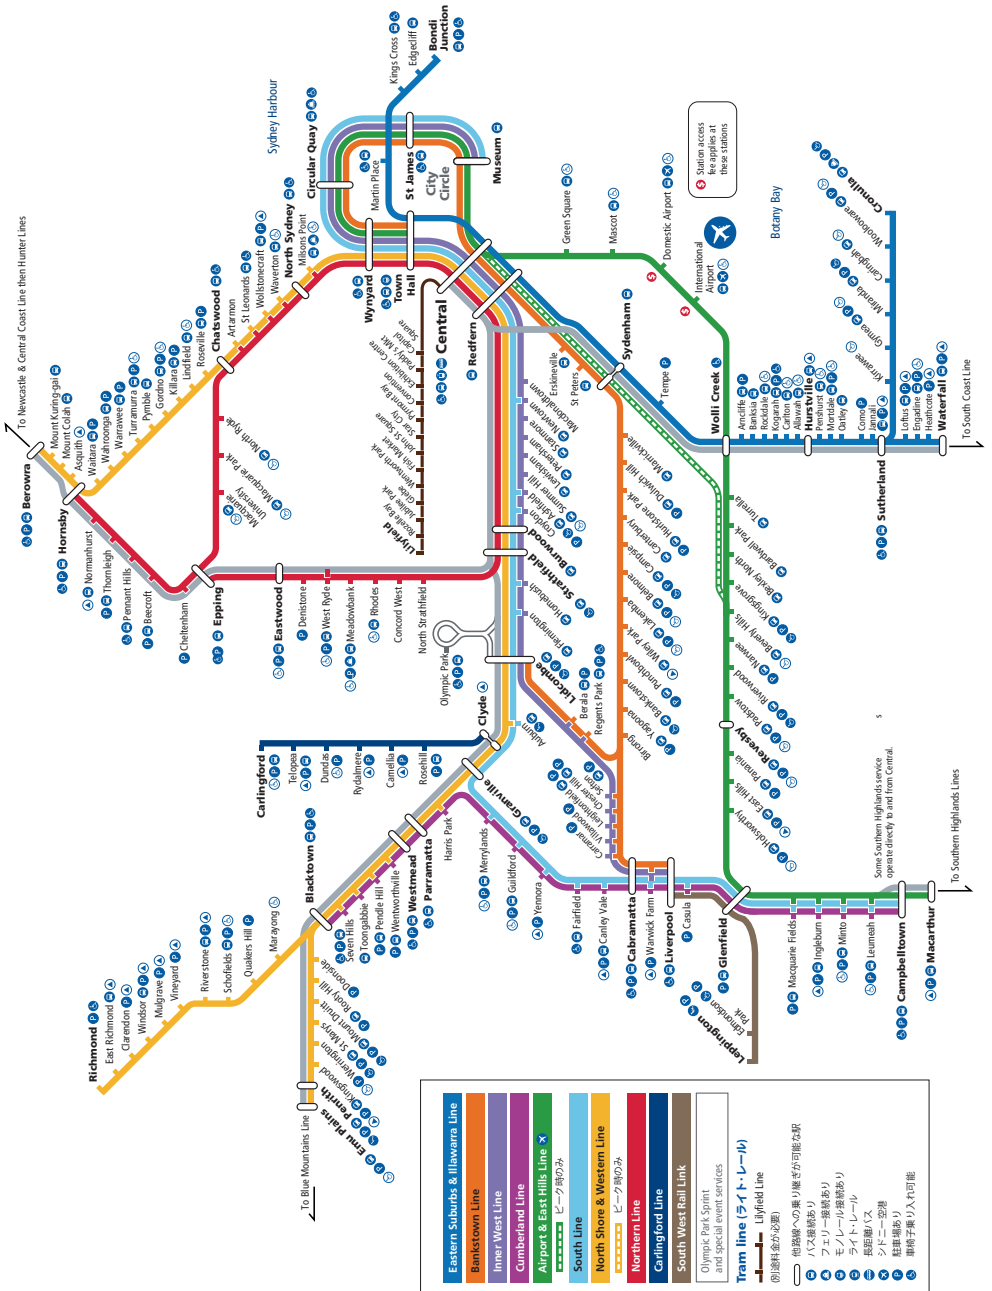 To Newcastle & Central Coast Line then Hunter Lines
Berowra
Mount Kuring-gai
Mount Colah
Asquith
Hornsby
Waitara
Wahroonga
Warrawee
Turramurra
Pymble
Gordon
Killara
Lindfield
Roseville
Chatswood
Artarmon
St Leonards
Wollstonecraft
Waverton
North Sydney
Milsons Point
Sydney Harbour
Normanhurst
Thornleigh
Pennant Hills
Beecroft
Cheltenham
Epping
Macquarie
University
Macquarie Park
North Ryde
Eastwood
Denistone
West Ryde
Meadowbank
Rhodes
Concord West
North Strathfield
Circular Quay
Wynyard
Town
Hall
Martin Place
St James
City
Circle
Museum
Kings Cross
Edgecliff
Bondi
Junction
Central
Redfern
Capitol
Square
Paddy's Mkt
Exhibition Centre
Convention
Pyrmont Bay
Star City
John St Square
Fish Market
Wentworth Park
Glebe
Jubilee Park
Rozelle Bay
Lilyfield
Macdonaldtown
Newtown
Stanmore
Petersham
Lewisham
Summer Hill
Ashfield
Croydon
Burwood
Strathfield
Homebush
Flemington
Lidcombe
Olympic Park
Auburn
Clyde
Granville
Carlingford
Telopea
Dundas
Rydalmere
Camellia
Rosehill
Harris Park
Parramatta
Westmead
Wentworthville
Pendle Hill
Toongabbie
Seven Hills
Blacktown
Marayong
Quakers Hill
Schofields
Riverstone
Vineyard
Mulgrave
Windsor
Clarendon
East Richmond
Richmond
Doonside
Rooty Hill
Mount Druitt
St Marys
Werrington
Kingswood
Penrith
Emu Plains
To Blue Mountains Line
Merrylands
Guildford
Yennora
Fairfield
Canley Vale
Cabramatta
Warwick Farm
Liverpool
Casula
Glenfield
Edmondson
Park
Leppington
Macquarie Fields
Ingleburn
Minto
Leumeah
Campbelltown
Macarthur
To Southern Highlands Lines
Some Southern Highlands service
operate directly to and from Central.
s
Berala
Regents Park
Sefton
Chester Hill
Leightonfield
Villawood
Carramar
Birrong
Yagoona
Bankstown
Punchbowl
Wiley Park
Lakemba
Belmore
Campsie
Canterbury
Hurlstone Park
Dulwich Hill
Marrickville
Erskineville
St Peters
Sydenham
Tempe
Wolli Creek
Green Square
Mascot
Domestic Airport
International
Airport
Station access
fee applies at
these stations
Botany Bay
Turrella
Bardwell Park
Bexley North
Kingsgrove
Beverly Hills
Narwee
Riverwood
Padstow
Revesby
Panania
East Hills
Holsworthy
Arncliffe
Banksia
Rockdale
Kogarah
Carlton
Allawah
Hurstville
Penshurst
Mortdale
Oatley
Como
Jannali
Sutherland
Loftus
Engadine
Heathcote
Waterfall
To South Coast Line
Kirrawee
Gymea
Miranda
Caringbah
Woolooware
Cronulla
Eastern Suburbs & Illawarra Line
Bankstown Line
Inner West Line
Cumberland Line
Airport & East Hills Line
ピーク時のみ
South Line
North Shore & Western Line
ピーク時のみ
Northern Line
Carlingford Line
South West Rail Link
Olympic Park Sprint
and special event services
Tram line (ライト・レール)
Lilyfield Line
(別途料金が必要)
他路線への乗り継ぎが可能な駅
バス接続あり
フェリー接続あり
モノレール接続あり
ライト・レール
長距離バス
シドニー空港
駐車場あり
車椅子乗り入れ可能